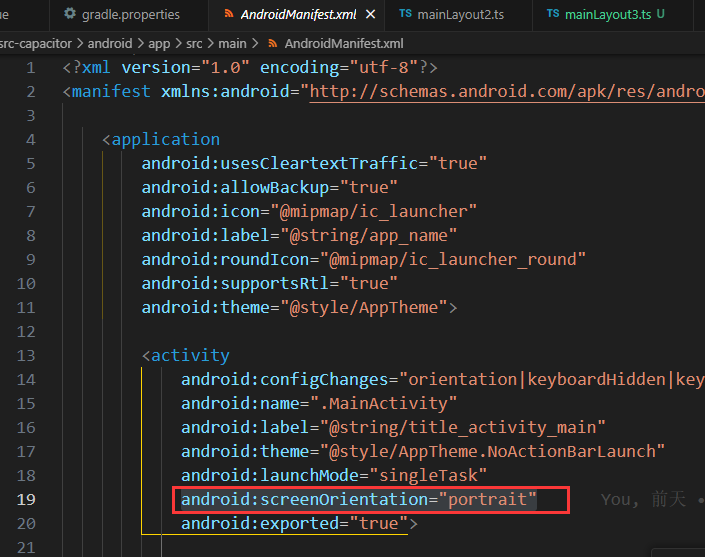 ue gradle.properties AndroidManifest.xml × TS mainLayout2.ts TS mainLayout3.ts U
src-capacitor > android > app > src > main > AndroidManifest.xml
1 <?xml version="1.0" encoding="utf-8"?>
2 <manifest xmlns:android="http://schemas.android.com/apk/res/andro
3
4 <application
5 android:usesCleartextTraffic="true"
6 android:allowBackup="true"
7 android:icon="@mipmap/ic_launcher"
8 android:label="@string/app_name"
9 android:roundIcon="@mipmap/ic_launcher_round"
10 android:supportsRtl="true"
11 android:theme="@style/AppTheme">
12
13 <activity
14 android:configChanges="orientation|keyboardHidden|key
15 android:name=".MainActivity"
16 android:label="@string/title_activity_main"
17 android:theme="@style/AppTheme.NoActionBarLaunch"
18 android:launchMode="singleTask"
19 android:screenOrientation="portrait" You, 前天 •
20 android:exported="true">
21